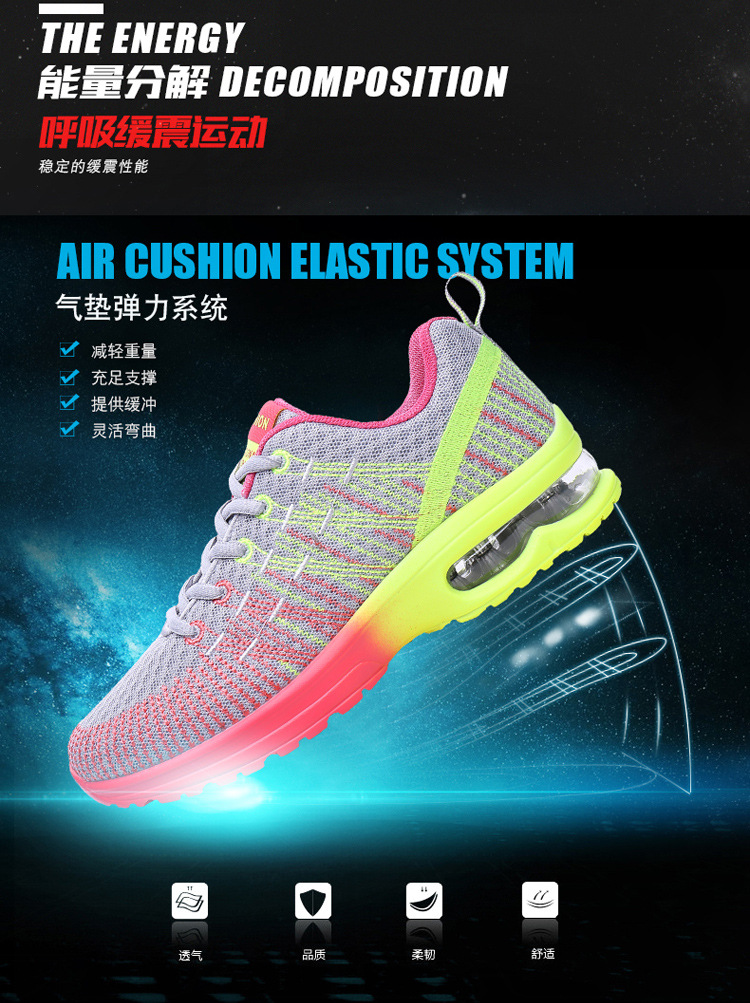 THE ENERGY
能量分解 DECOMPOSITION
呼吸缓震运动
稳定的缓震性能
AIR CUSHION ELASTIC SYSTEM
气垫弹力系统
减轻重量
充足支撑
提供缓冲
灵活弯曲
透气
品质
柔韧
舒适